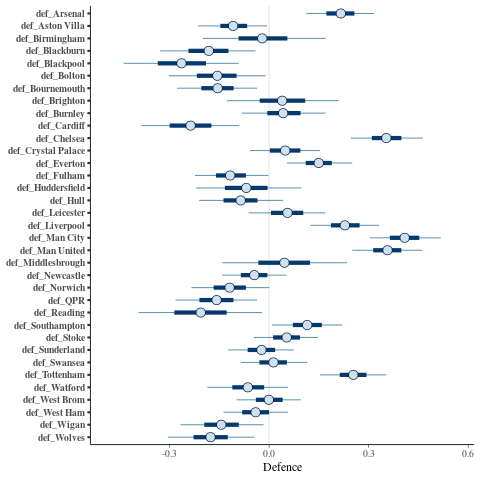 def_Arsenal
def_Aston Villa
def_Birmingham
def_Blackburn
def_Blackpool
def_Bolton
def_Bournemouth
def_Brighton
def_Burnley
def_Cardiff
def_Chelsea
def_Crystal Palace
def_Everton
def_Fulham
def_Huddersfield
def_Hull
def_Leicester
def_Liverpool
def_Man City
def_Man United
def_Middlesbrough
def_Newcastle
def_Norwich
def_QPR
def_Reading
def_Southampton
def_Stoke
def_Sunderland
def_Swansea
def_Tottenham
def_Watford
def_West Brom
def_West Ham
def_Wigan
def_Wolves
-0.3 0.0 0.3 0.6
Defence